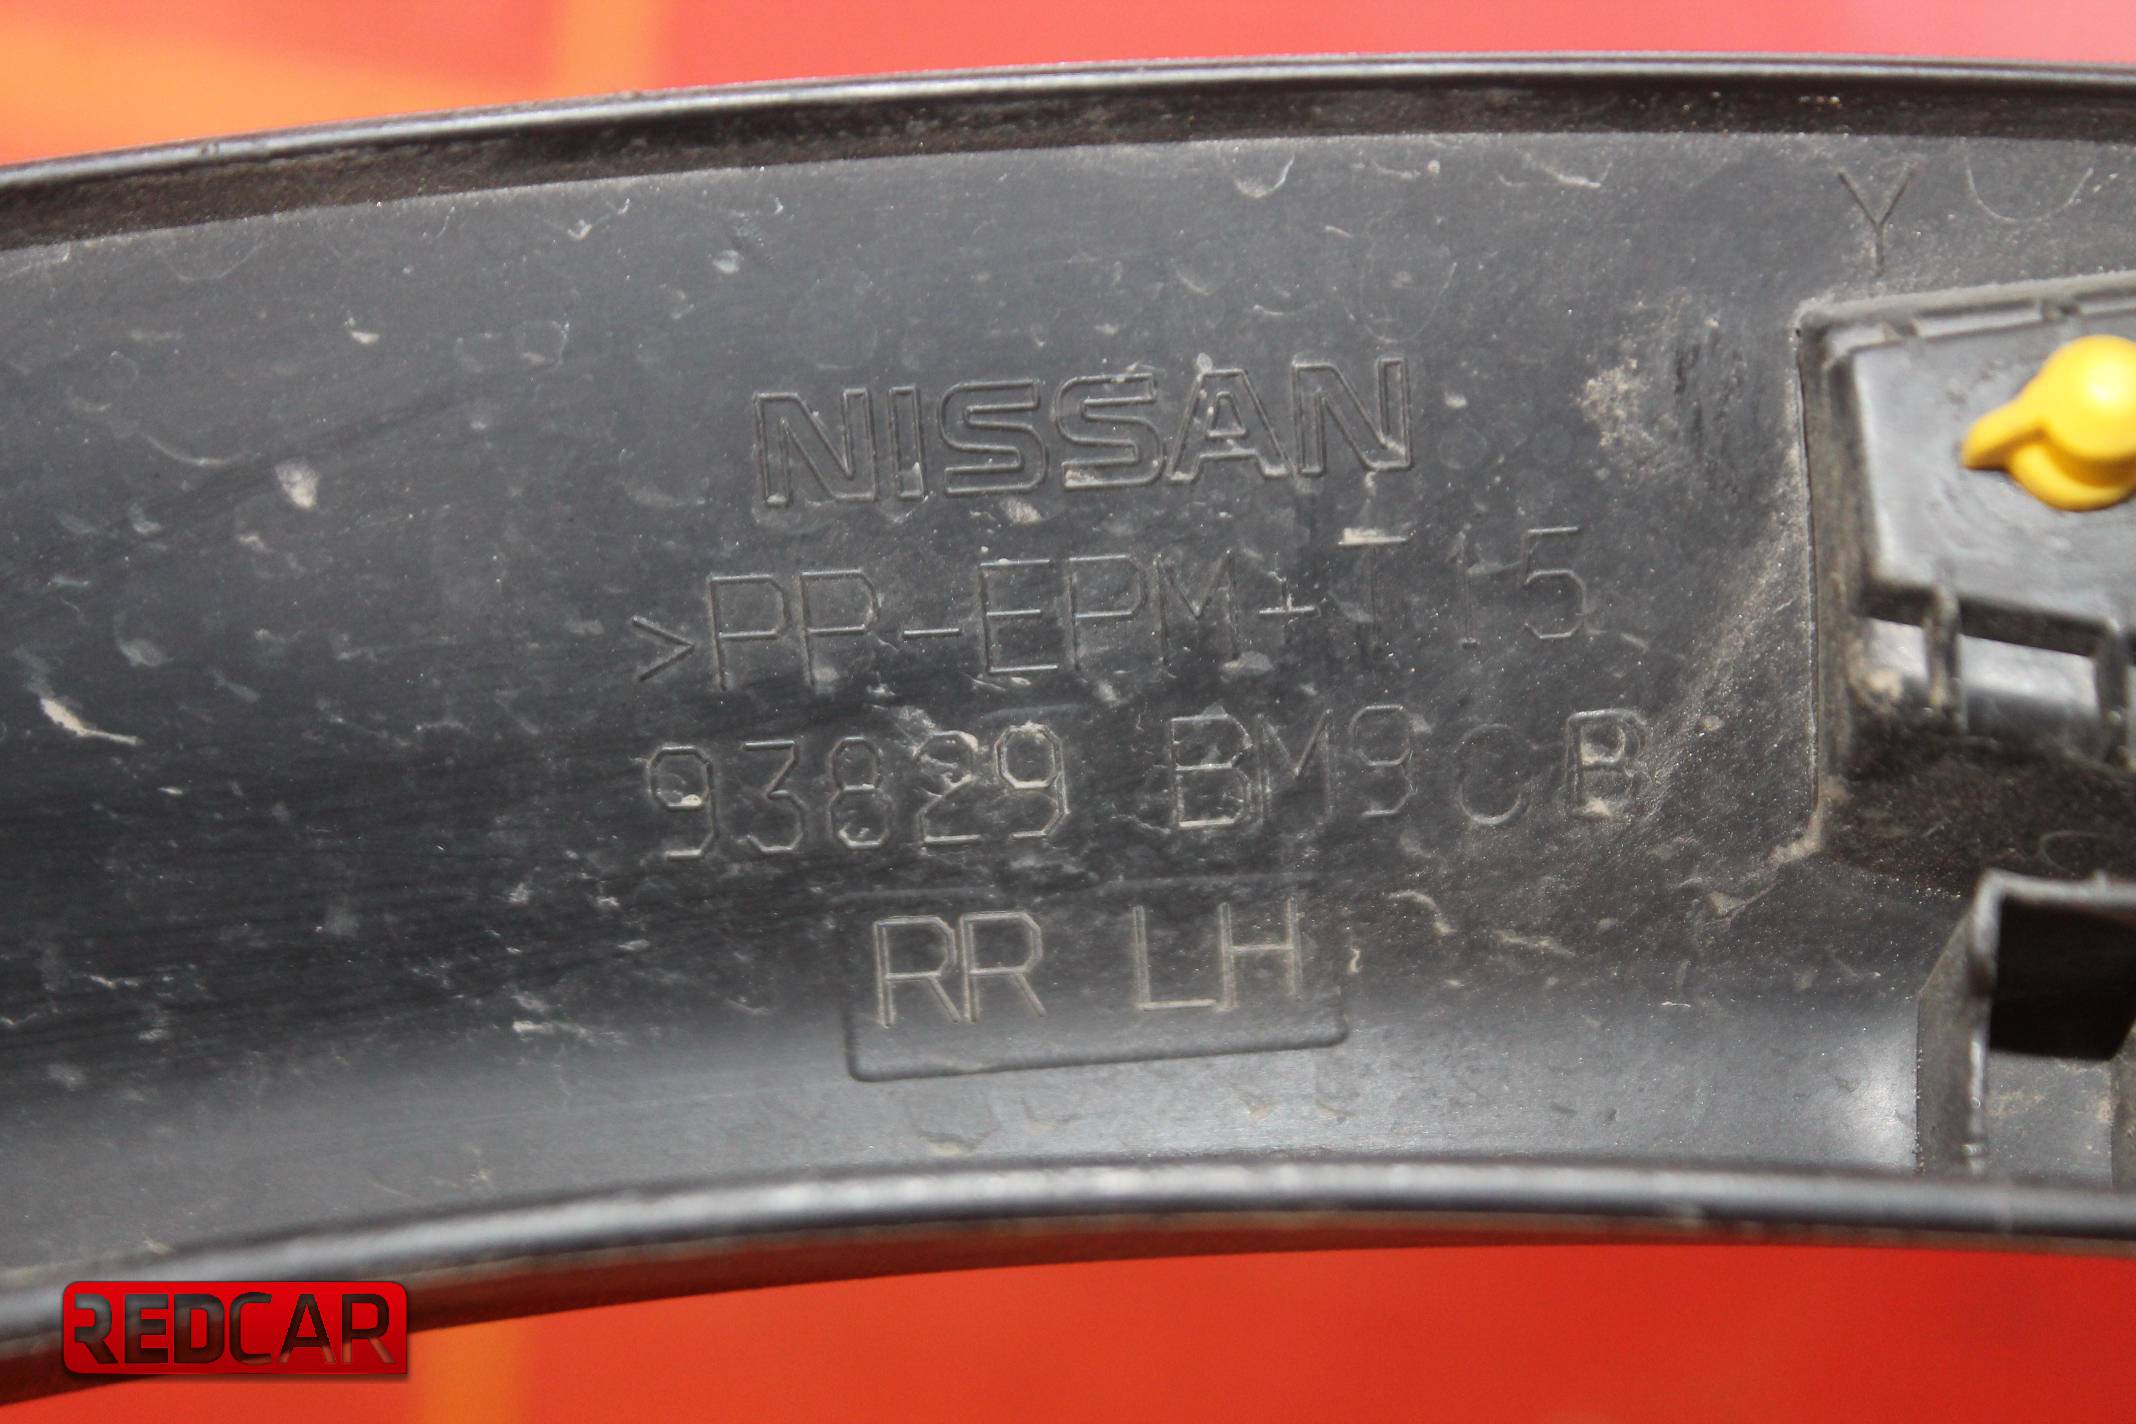 Y
NISSAN
>PP-EPM+T15
93829 BM9CB
RR LH
REDCAR